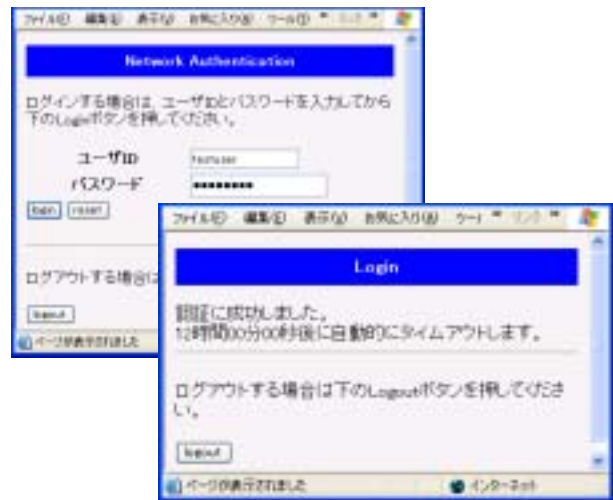 ファイル(F) 編集(E) 表示(V) お気に入り(A) ツール(T) »
Network Authentication
ログインする場合は、ユーザIDとパスワードを入力してから
下のLoginボタンを押してください。
ユーザID testuser
パスワード ●●●●●●●●
login reset
ログアウトする場合は
logout
ページが表示されました
ファイル(F) 編集(E) 表示(V) お気に入り(A) »
Login
認証に成功しました。
12時間00分00秒後に自動的にタイムアウトします。
ログアウトする場合は下のLogoutボタンを押してくださ
い。
logout
ページが表示されました インターネット